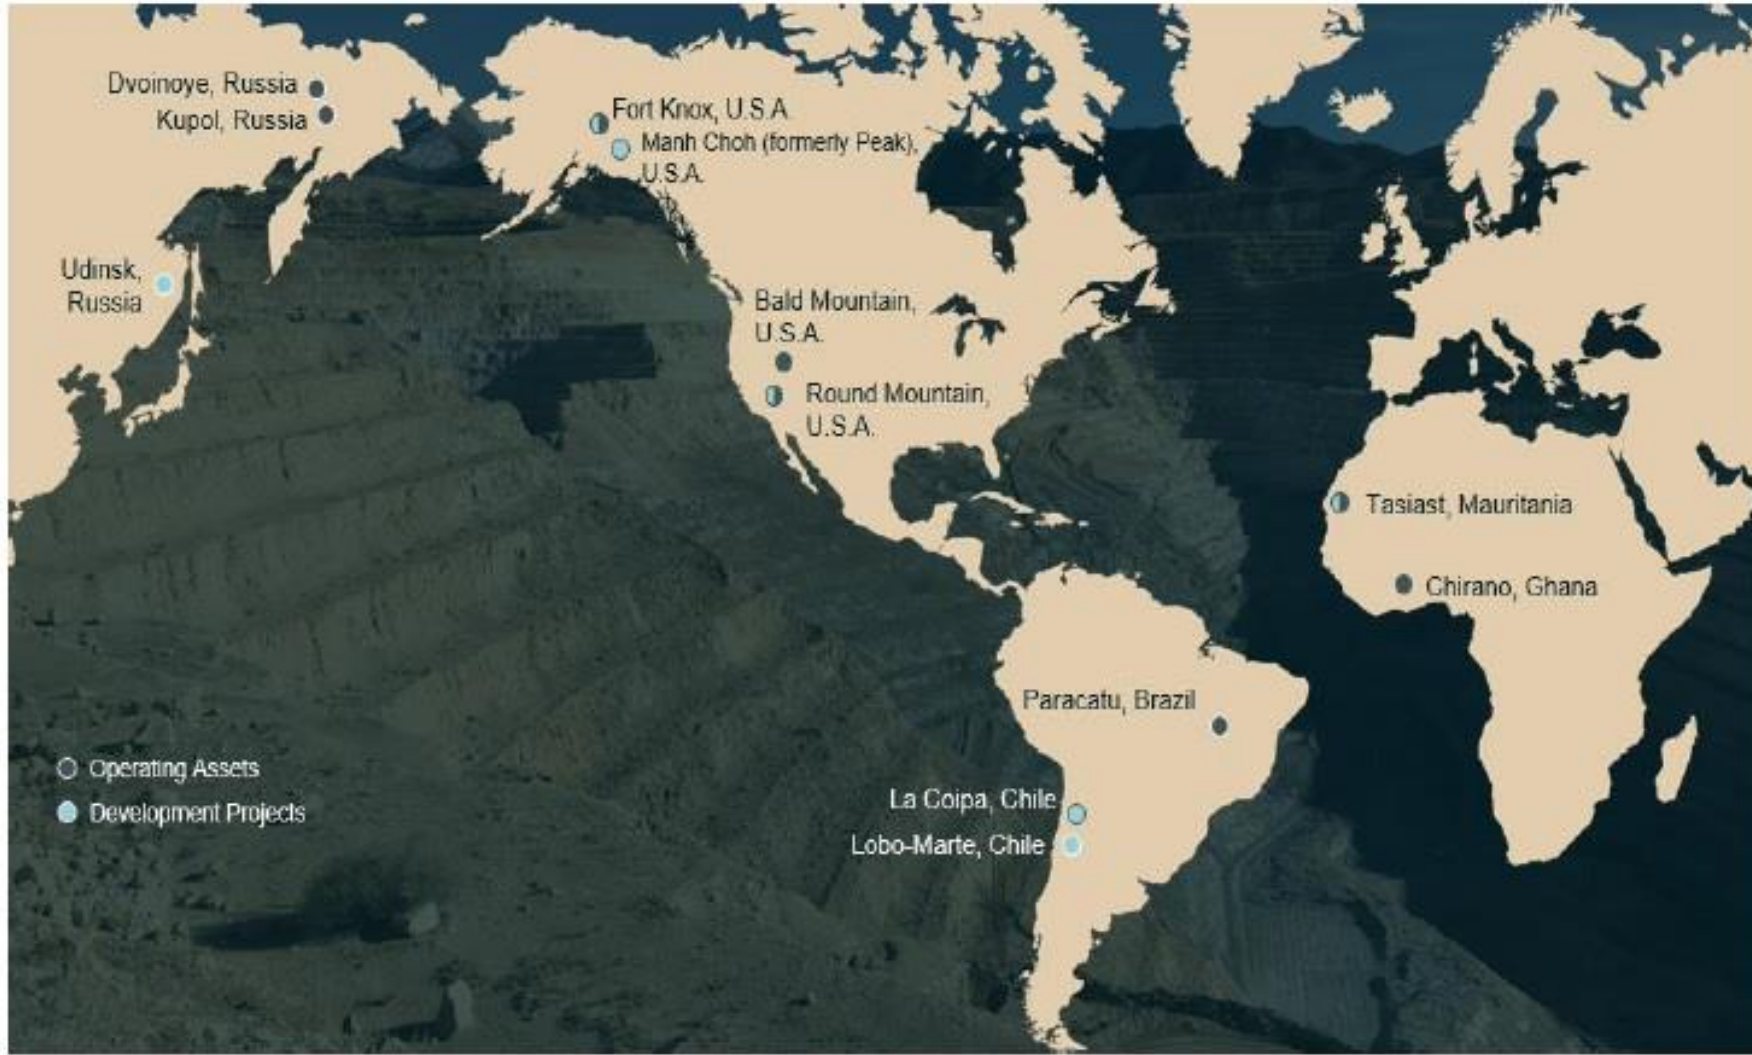 Dvoinoye, Russia
Kupol, Russia
Fort Knox, U.S.A.
Manh Choh (formerly Peak),
U.S.A.
Udinsk,
Russia
Bald Mountain,
U.S.A.
Round Mountain,
U.S.A.
Tasiast, Mauritania
Chirano, Ghana
Paracatu, Brazil
Operating Assets
Development Projects
La Coipa, Chile
Lobo-Marte, Chile